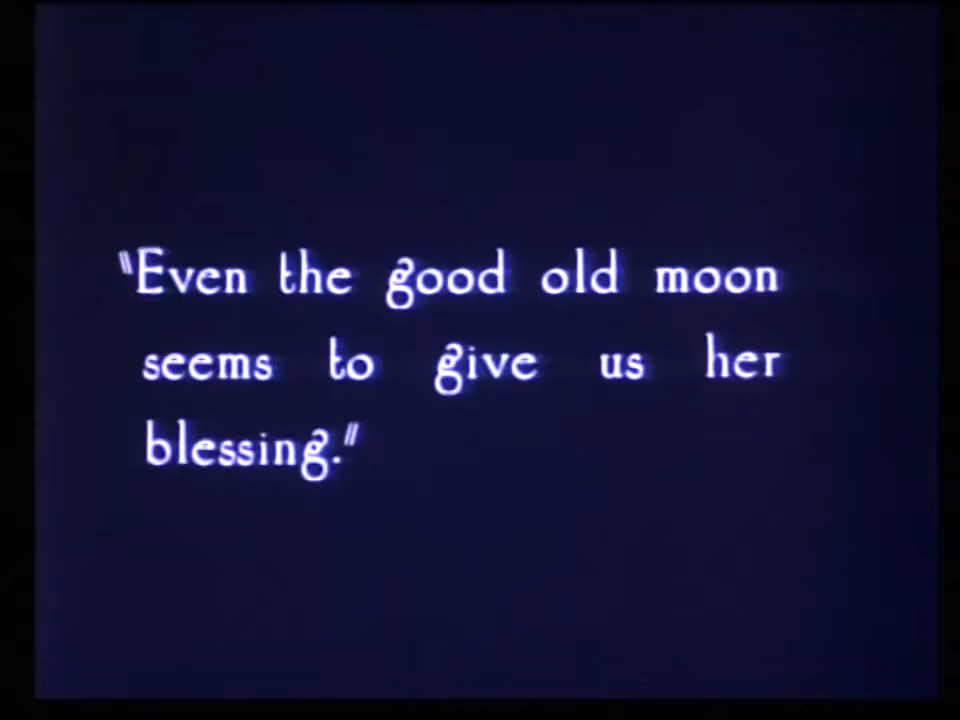 "Even the good old moon
seems to give us her
blessing."